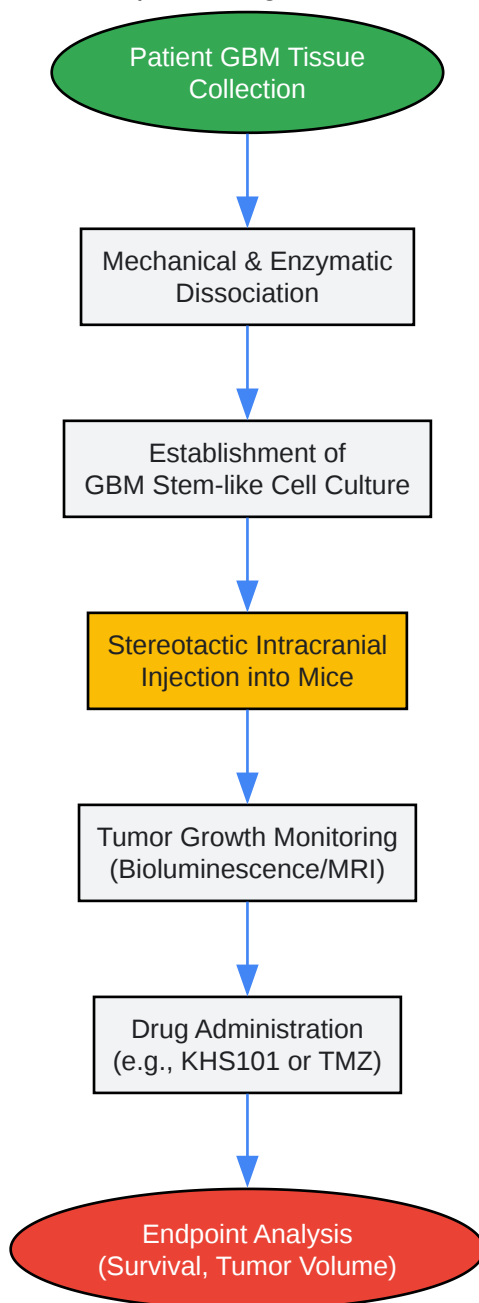 Patient GBM Tissue
Collection
Mechanical & Enzymatic
Dissociation
Establishment of
GBM Stem-like Cell Culture
Stereotactic Intracranial
Injection into Mice
Tumor Growth Monitoring
(Bioluminescence/MRI)
Drug Administration
(e.g., KHS101 or TMZ)
Endpoint Analysis
(Survival, Tumor Volume)